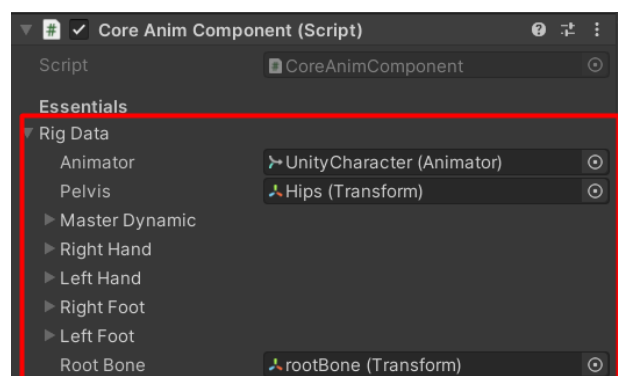 Core Anim Component (Script)
Script CoreAnimComponent
Essentials
Rig Data
Animator UnityCharacter (Animator)
Pelvis Hips (Transform)
Master Dynamic
Right Hand
Left Hand
Right Foot
Left Foot
Root Bone rootBone (Transform)